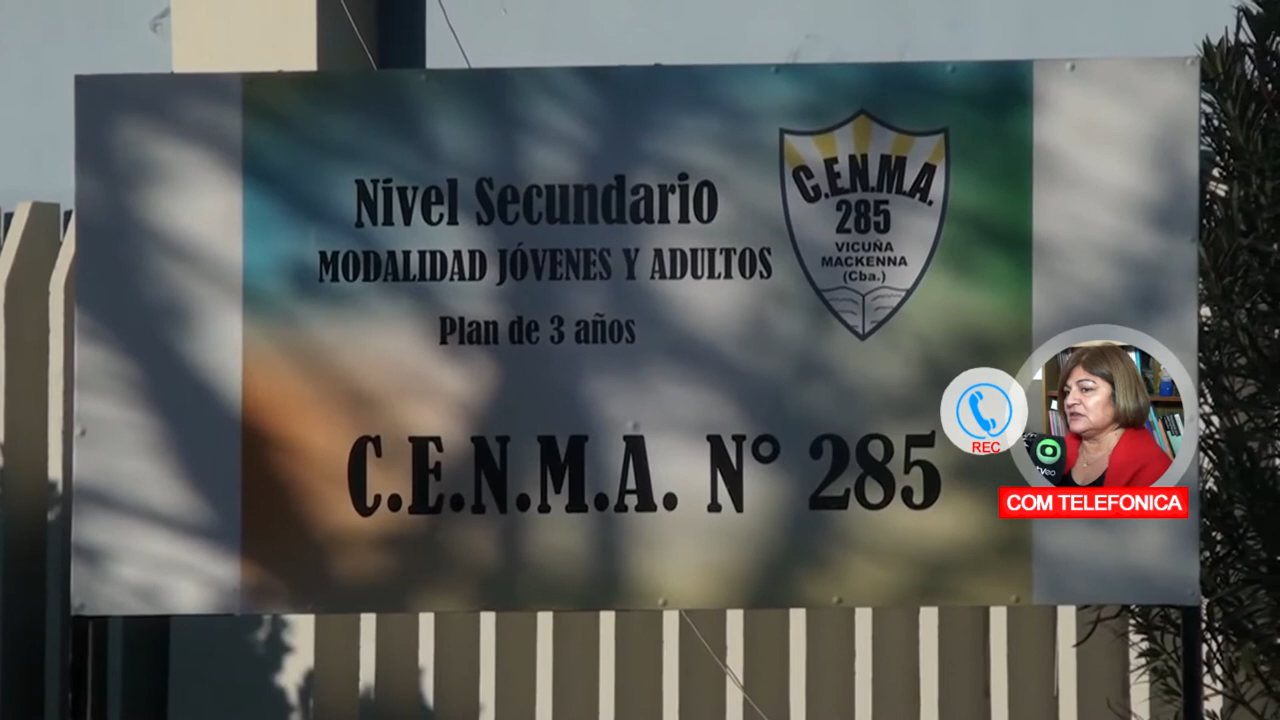 Nivel Secundario
MODALIDAD JÓVENES Y ADULTOS
Plan de 3 años
C.E.N.M.A.
285
VICUÑA
MACKENNA
(Cba.)
C.E.N.M.A. N° 285
REC
COM TELEFONICA